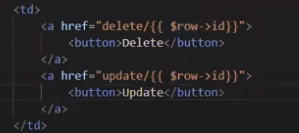 <td>
<a href="delete/{{ $row->id}}">
<button>Delete</button>
</a>
<a href="update/{{ $row->id}}">
<button>Update</button>
</a>
</td>